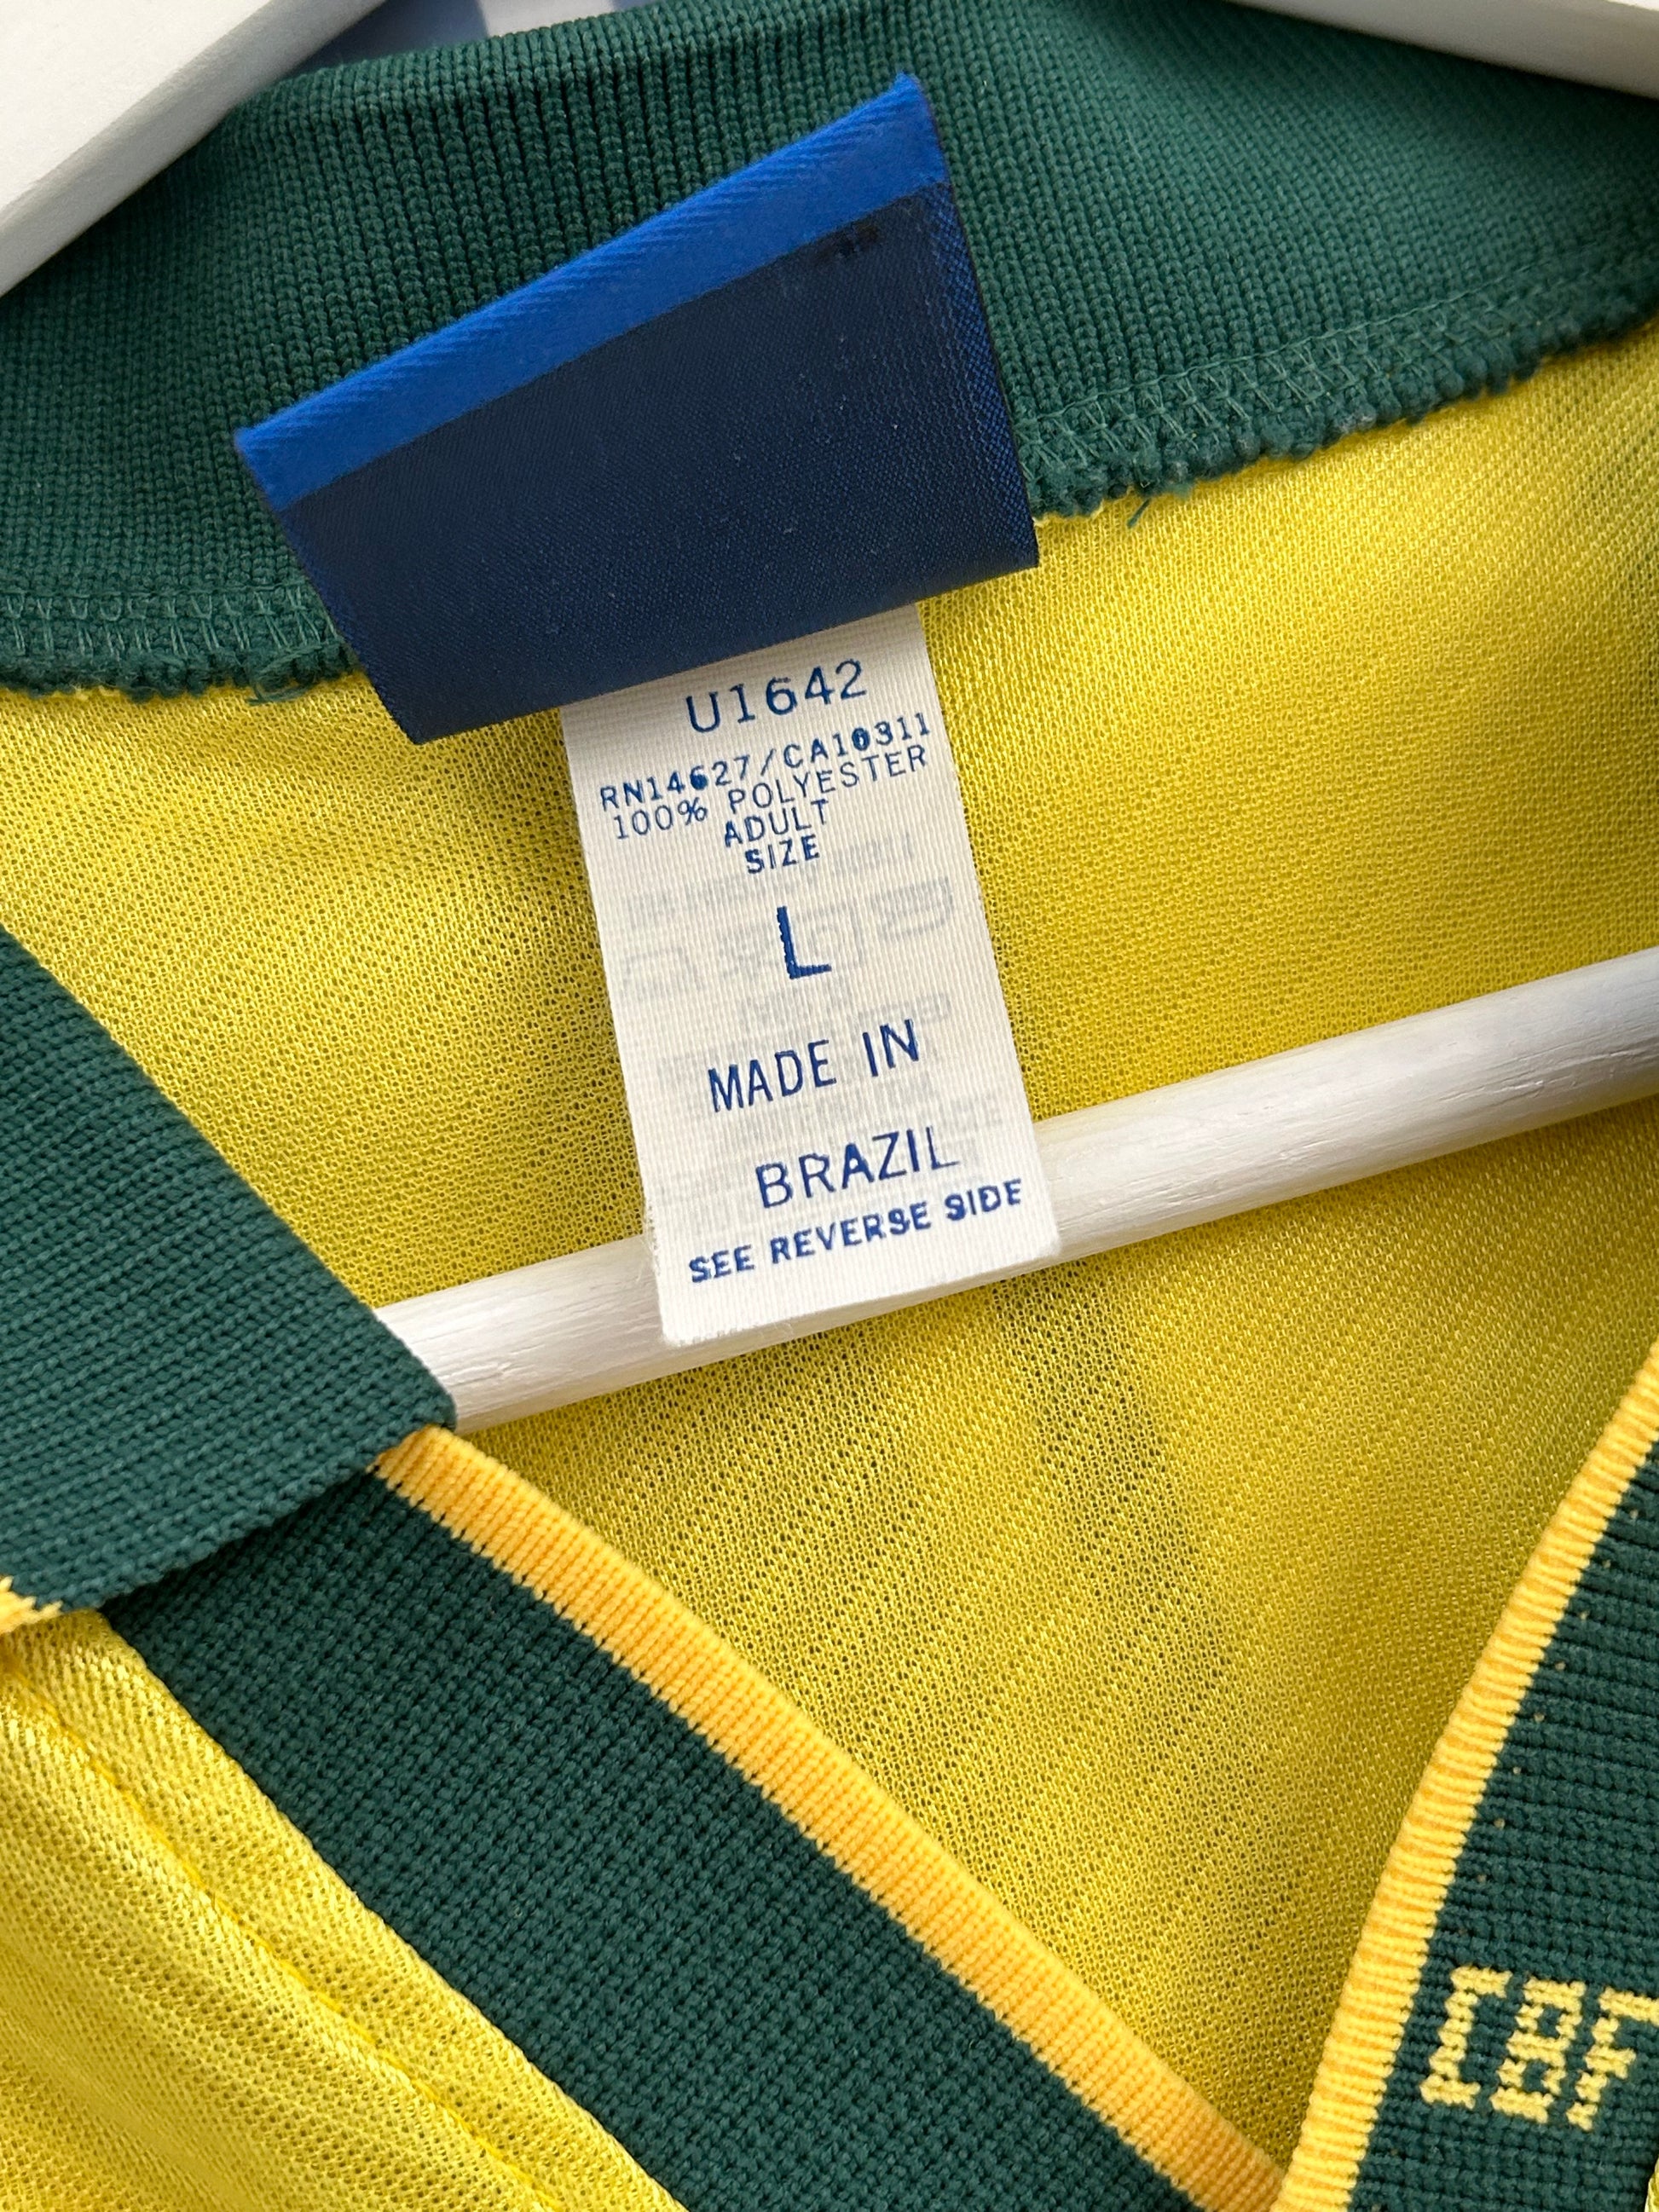 U1642
RN14627/CA10311
100% POLYESTER
ADULT
SIZE
L
MADE IN
BRAZIL
SEE REVERSE SIDE
CBF